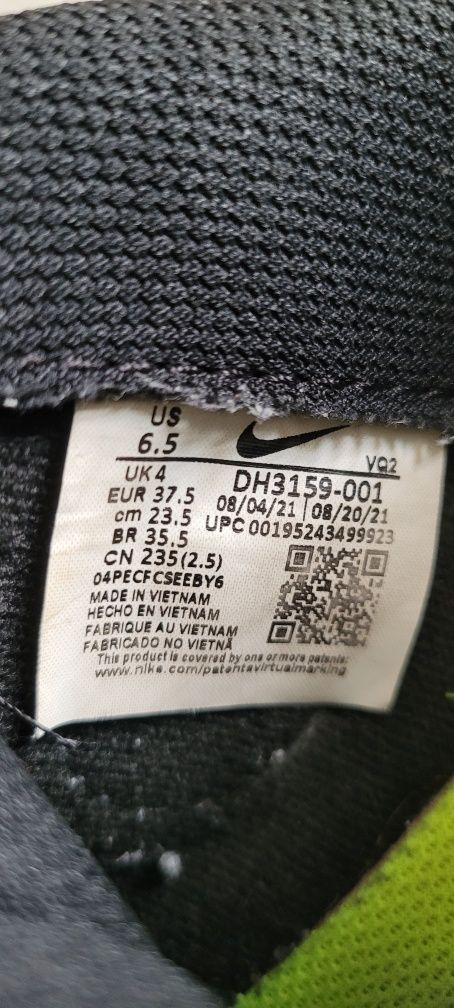 US
6.5
VQ2
UK 4
DH3159-001
EUR 37.5
08/04/21 | 08/20/21
cm 23.5
UPC 00195243499923
BR 35.5
CN 235 (2.5)
04PECFCSEEBY6
MADE IN VIETNAM
HECHO EN VIETNAM
FABRIQUE AU VIETNAM
FABRICADO NO VIETNÃ
This product is covered by one or more patents:
www.nike.com/patentsvirtualmarking